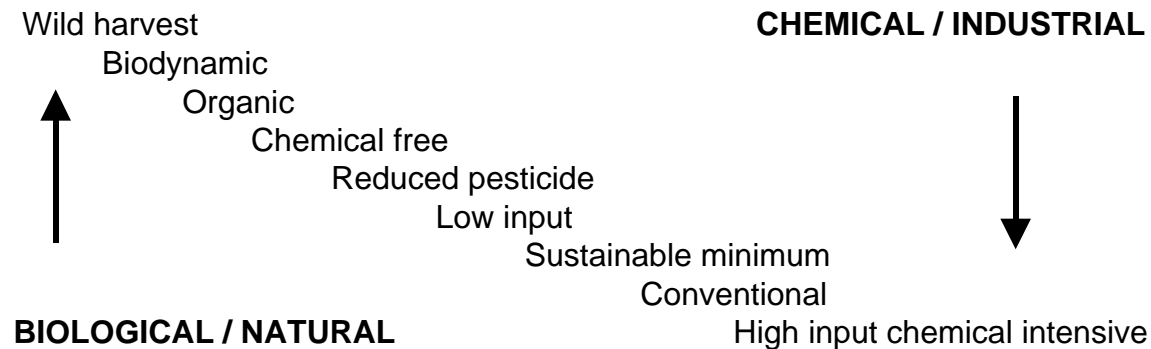 Wild harvest CHEMICAL / INDUSTRIAL
Biodynamic
Organic
Chemical free
Reduced pesticide
Low input
Sustainable minimum
Conventional
BIOLOGICAL / NATURAL High input chemical intensive